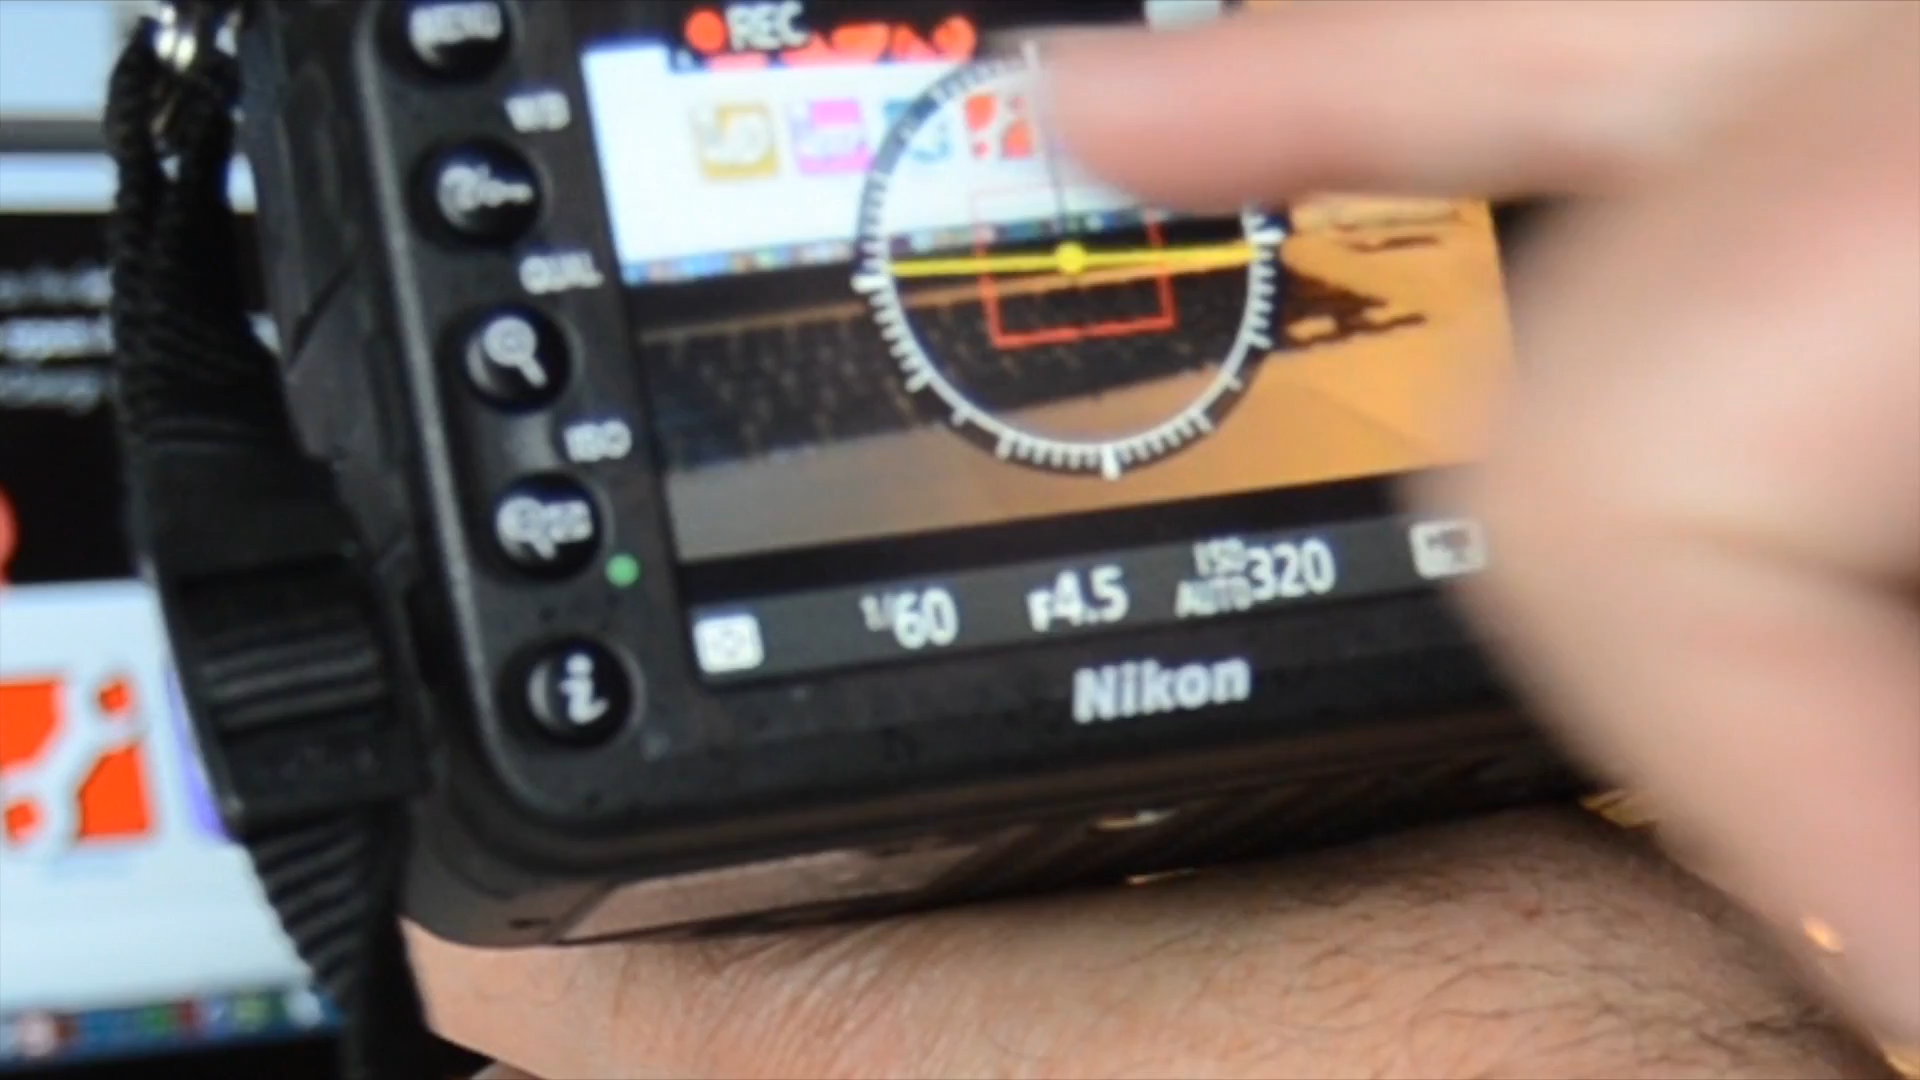 MENU
REC
WB
QUAL
ISO
1/60 F4.5 ISO AUTO 320
Nikon
i